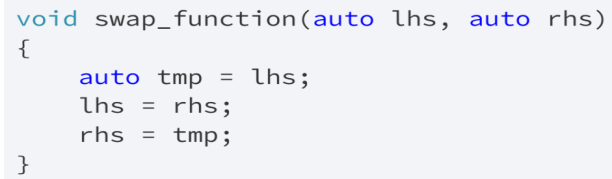 void swap_function(auto lhs, auto rhs)
{
    auto tmp = lhs;
    lhs = rhs;
    rhs = tmp;
}